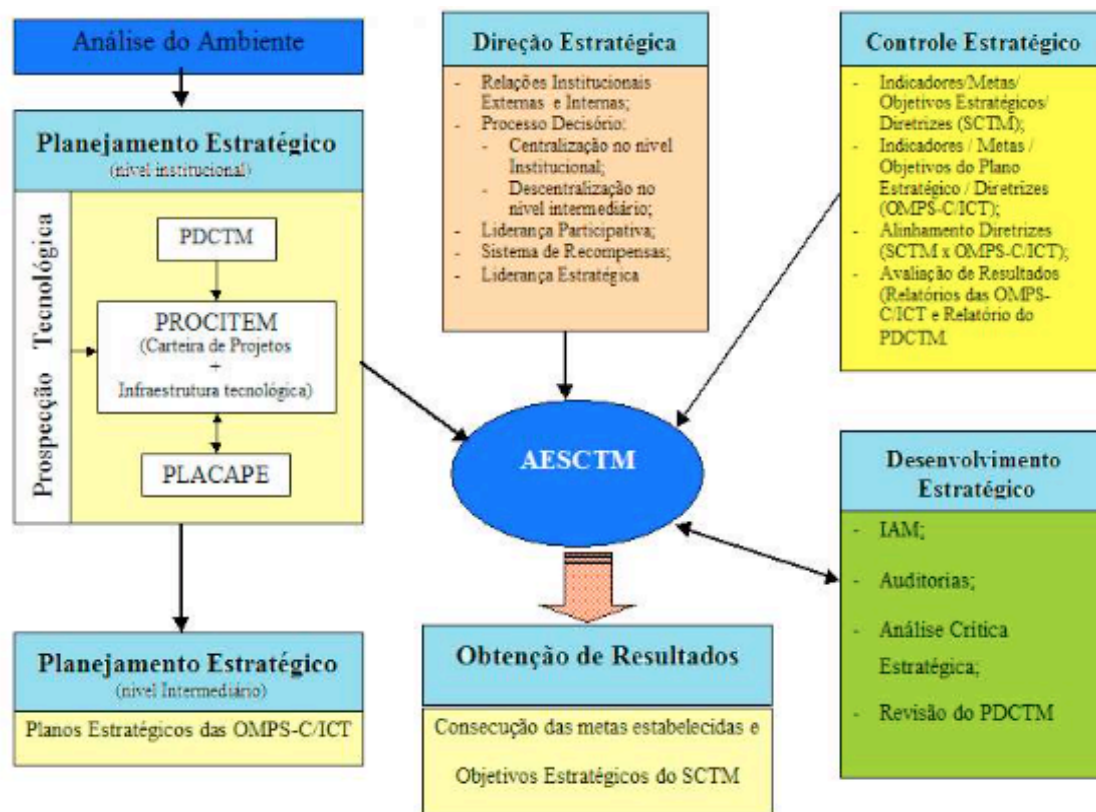 Análise do Ambiente
Planejamento Estratégico
(nível institucional)
Prospecção Tecnológica
PDCTM
PROCITEM
(Carteira de Projetos
+
Infraestrutura tecnológica)
PLACAPE
Planejamento Estratégico
(nível Intermediário)
Planos Estratégicos das OMPS-C/ICT
Direção Estratégica
- Relações Institucionais
Externas e Internas;
- Processo Decisório:
- Centralização no nível
Institucional;
- Descentralização no
nível intermediário;
- Liderança Participativa;
- Sistema de Recompensas;
- Liderança Estratégica
AESCTM
Obtenção de Resultados
Consecução das metas estabelecidas e
Objetivos Estratégicos do SCTM
Controle Estratégico
- Indicadores/Metas/
Objetivos Estratégicos/
Diretrizes (SCTM);
- Indicadores / Metas /
Objetivos do Plano
Estratégico / Diretrizes
(OMPS-C/ICT);
- Alinhamento Diretrizes
(SCTM x OMPS-C/ICT);
- Avaliação de Resultados
(Relatórios das OMPS-
C/ICT e Relatório do
PDCTM.
Desenvolvimento
Estratégico
- IAM;
- Auditorias;
- Análise Crítica
Estratégica;
- Revisão do PDCTM